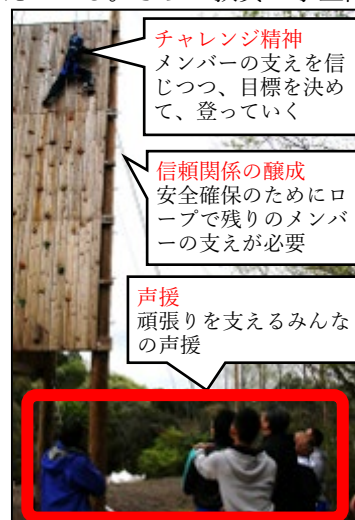 チャレンジ精神
メンバーの支えを信
じつつ、目標を決め
て、登っていく
信頼関係の醸成
安全確保のためにロ
ープで残りのメンバ
ーの支えが必要
声援
頑張りを支えるみんな
の声援